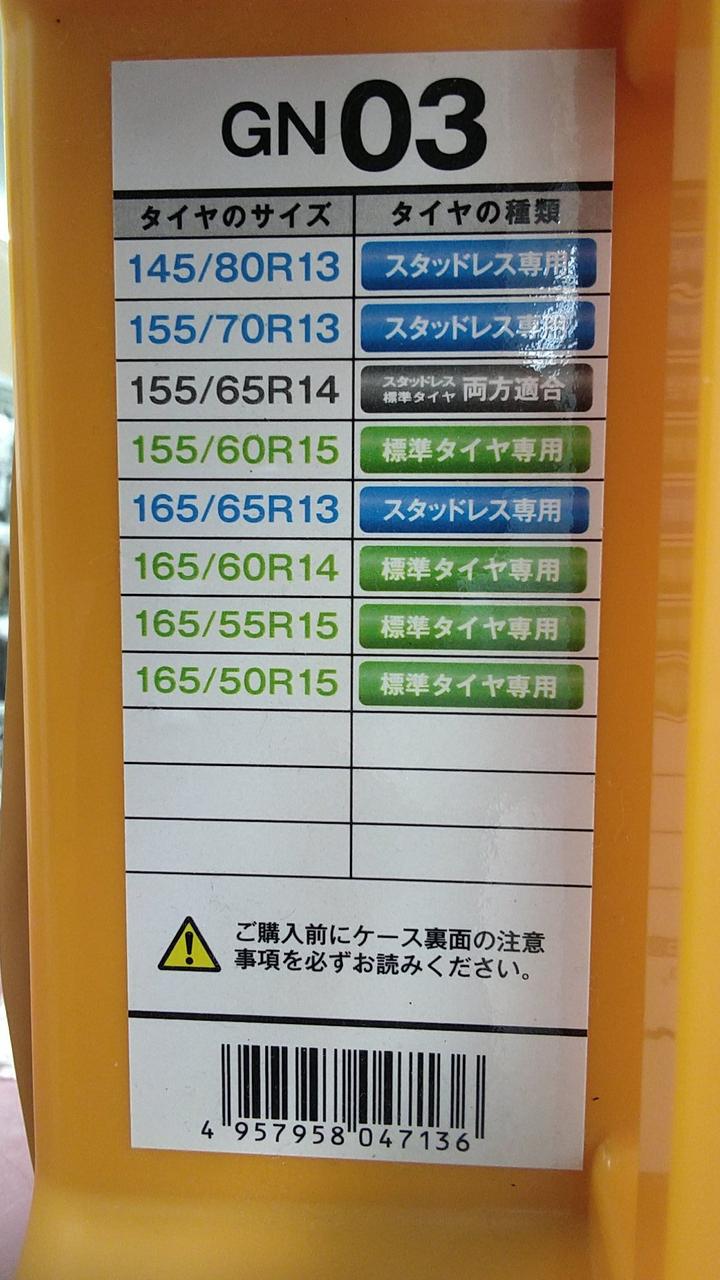 GN03
タイヤのサイズ タイヤの種類
145/80R13 スタッドレス専用
155/70R13 スタッドレス専用
155/65R14 スタッドレス 標準タイヤ 両方適合
155/60R15 標準タイヤ専用
165/65R13 スタッドレス専用
165/60R14 標準タイヤ専用
165/55R15 標準タイヤ専用
165/50R15 標準タイヤ専用
ご購入前にケース裏面の注意
事項を必ずお読みください。
4 957958 047136